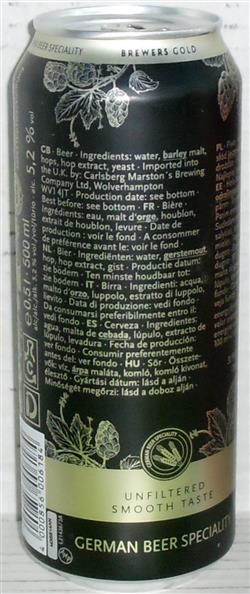 BEER SPECIALITY
BREWERS GOLD
GB - Beer - Ingredients: water, barley malt,
hops, hop extract, yeast - Imported into
the U.K. by: Carlsberg Marston´s Brewing
Company Ltd, Wolverhampton
WV1 4JT - Production date: see bottom -
Best before: see bottom - FR - Bière -
Ingrédients: eau, malt d'orge, houblon,
extrait de houblon, levure - Date de
production : voir le fond - A consommer
de préférence avant le: voir le fond -
NL - Bier - Ingrediënten: water, gerstemout,
hop, hop extract, gist - Productie datum:
zie bodem - Ten minste houdbaar tot:
zie bodem - IT - Birra - Ingredienti: acqua,
malto d'orzo, luppolo, estratto di luppolo,
lievito - Data di produzione: vedi fondo -
Da consumarsi preferibilmente entro il:
vedi fondo - ES - Cerveza - Ingredientes:
agua, malta de cebada, lúpulo, extracto de
lúpulo, levadura - Fecha de producción:
ver fondo - Consumir preferentemente
antes del: ver fondo - HU - Sör - Összete-
vők: víz, árpa maláta, komló, komló kivonat,
élesztő - Gyártási dátum: lásd a alján -
Minőségét megőrzi: lásd a doboz alján -
e 0,5 l - 500 ml
alc. 5,2 % vol
4 000856 006184
GERMAN BEER SPECIALITY
UNFILTERED
SMOOTH TASTE
GERMAN BEER SPECIALITY